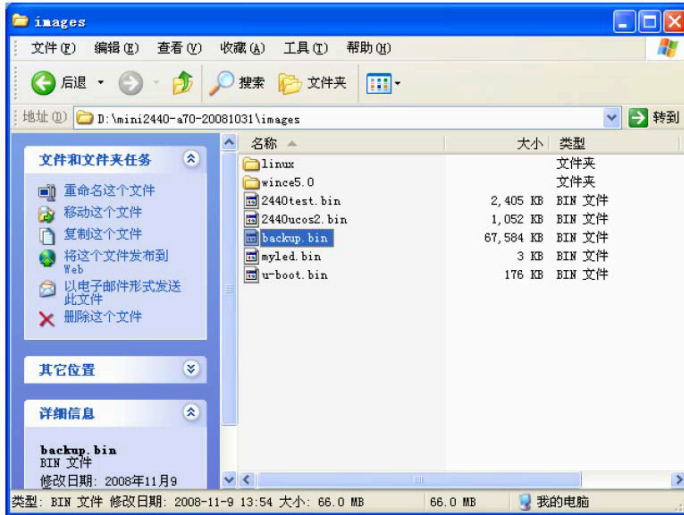 images
文件(F) 编辑(E) 查看(V) 收藏(A) 工具(T) 帮助(H)
后退 搜索 文件夹
地址(D) D:\mini2440-a70-20081031\images 转到
文件和文件夹任务
重命名这个文件
移动这个文件
复制这个文件
将这个文件发布到
Web
以电子邮件形式发送
此文件
删除这个文件
其它位置
详细信息
backup.bin
BIN 文件
修改日期: 2008年11月9
名称 大小 类型
linux 文件夹
wince5.0 文件夹
2440test.bin 2,405 KB BIN 文件
2440ucos2.bin 1,052 KB BIN 文件
backup.bin 67,584 KB BIN 文件
myled.bin 3 KB BIN 文件
u-boot.bin 176 KB BIN 文件
类型: BIN 文件 修改日期: 2008-11-9 13:54 大小: 66.0 MB 66.0 MB 我的电脑